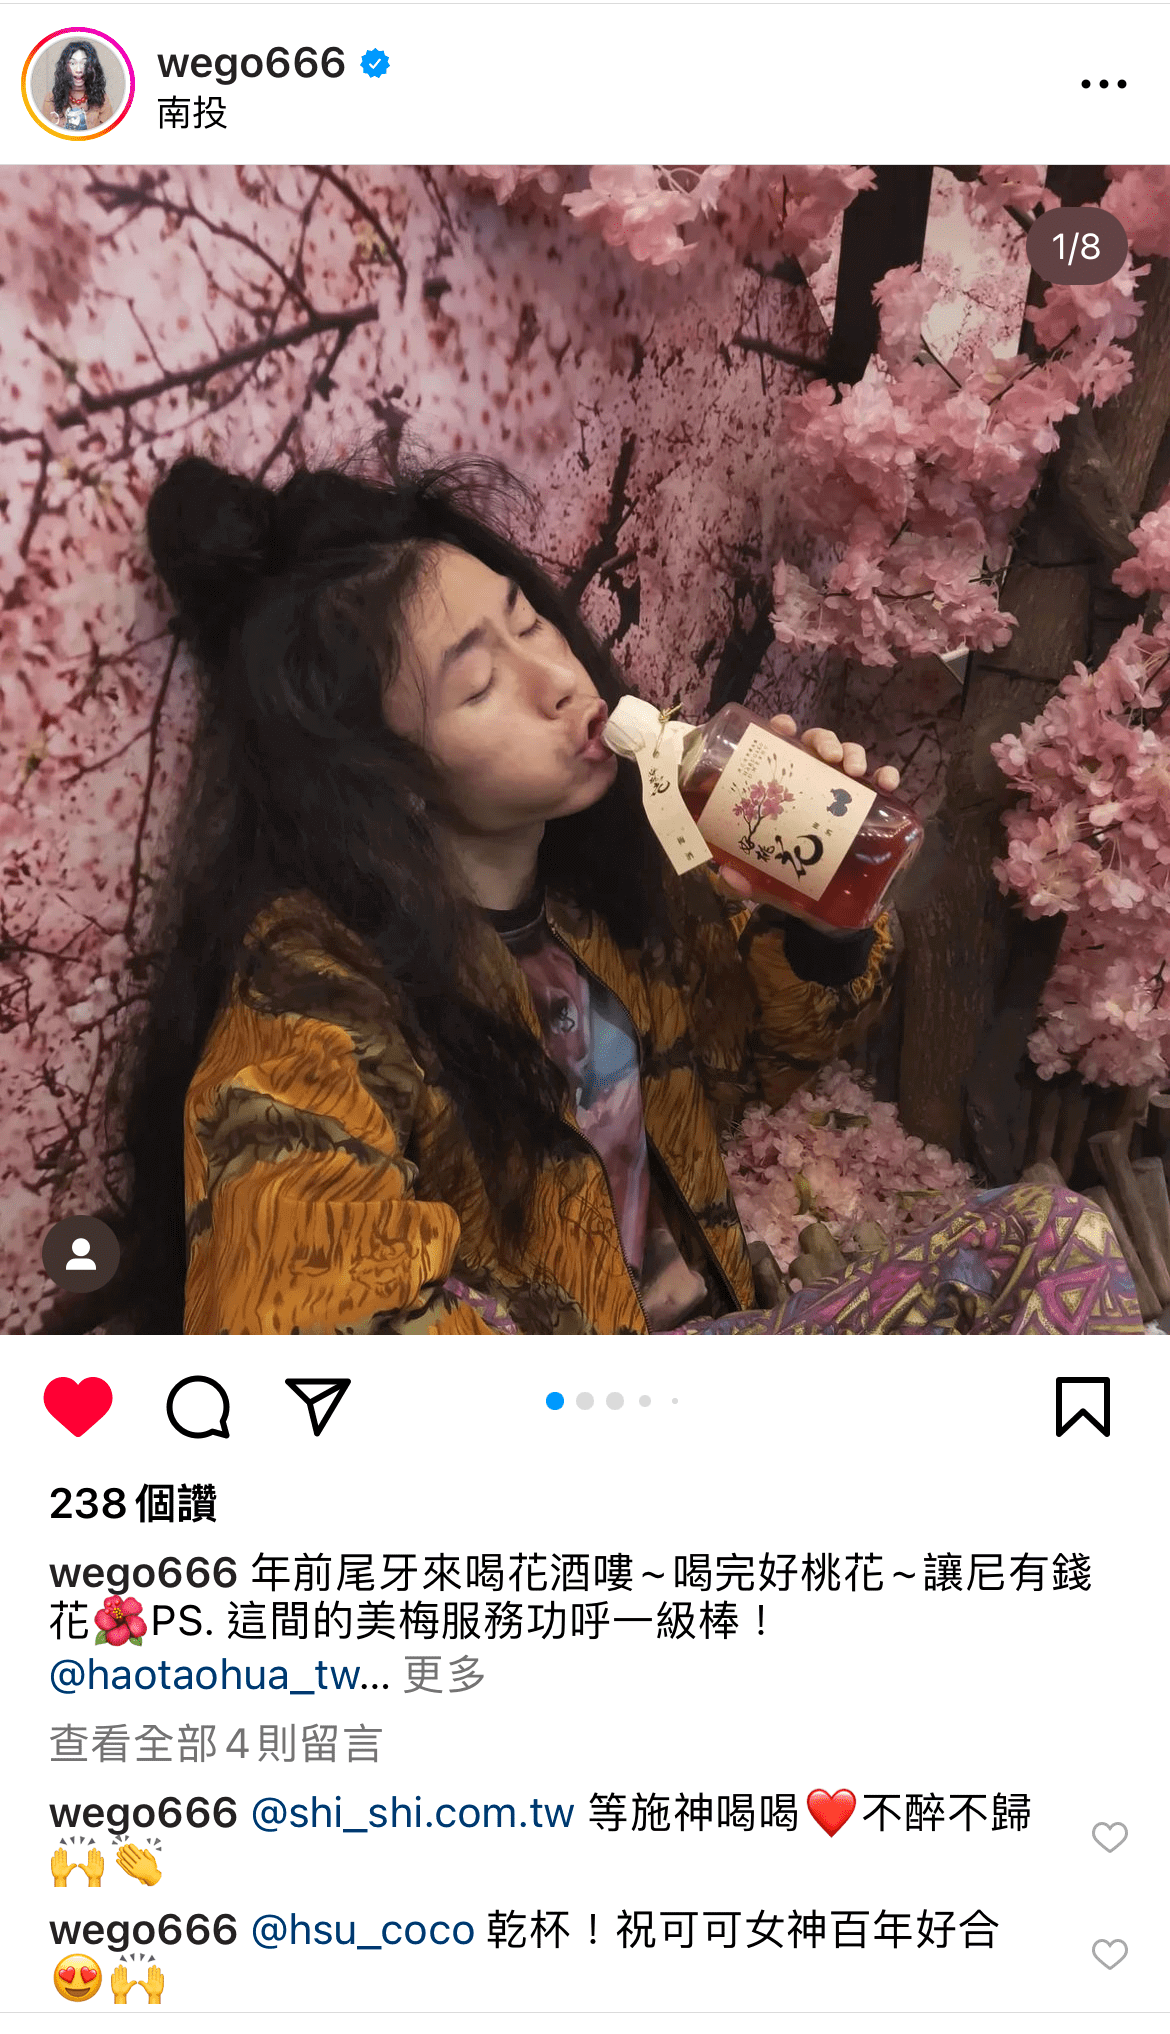 wego666
南投
1/8
好桃花
238 個讚
wego666 年前尾牙來喝花酒嘍～喝完好桃花～讓尼有錢
花🌺PS. 這間的美梅服務功呼一級棒！
@haotaohua_tw... 更多
查看全部 4 則留言
wego666 @shi_shi.com.tw 等施神喝喝❤️不醉不歸
🙌👏
wego666 @hsu_coco 乾杯！祝可可女神百年好合
😍🙌